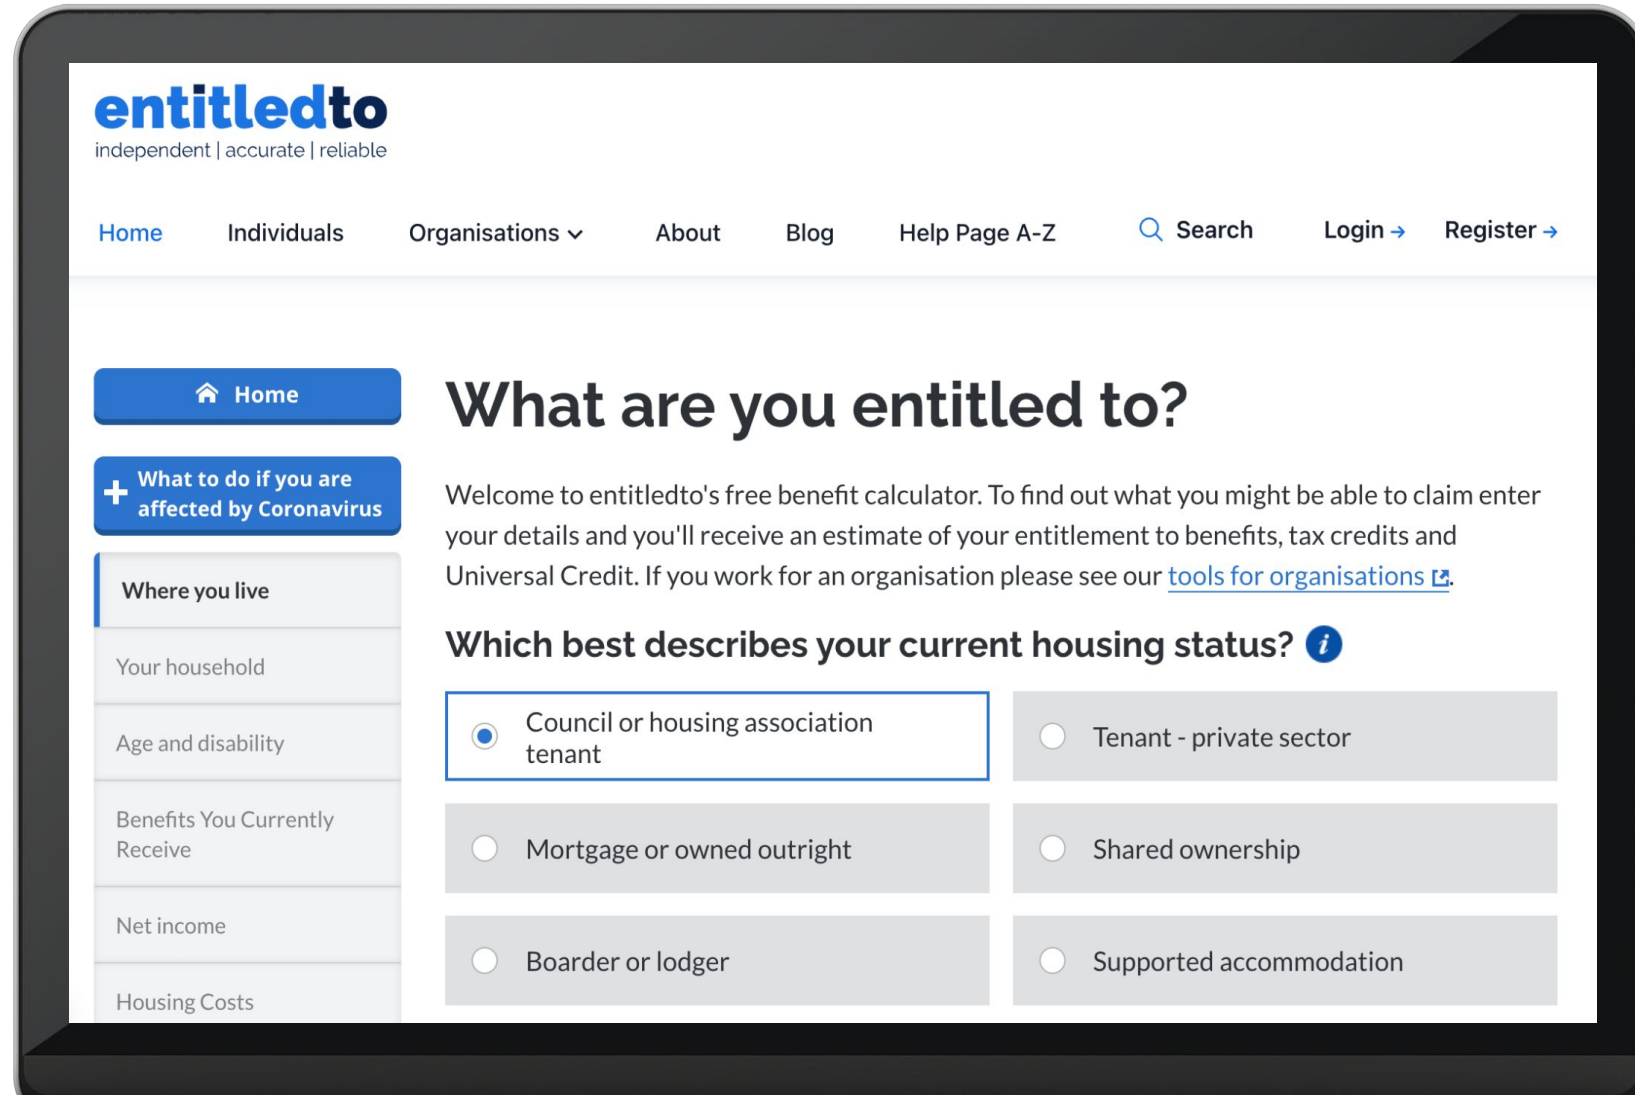 entitledto
independent | accurate | reliable
Home Individuals Organisations About Blog Help Page A-Z Search Login → Register →
Home
What to do if you are
affected by Coronavirus
Where you live
Your household
Age and disability
Benefits You Currently
Receive
Net income
Housing Costs
What are you entitled to?
Welcome to entitledto's free benefit calculator. To find out what you might be able to claim enter
your details and you'll receive an estimate of your entitlement to benefits, tax credits and
Universal Credit. If you work for an organisation please see our tools for organisations.
Which best describes your current housing status? i
Council or housing association
tenant
Tenant - private sector
Mortgage or owned outright
Shared ownership
Boarder or lodger
Supported accommodation